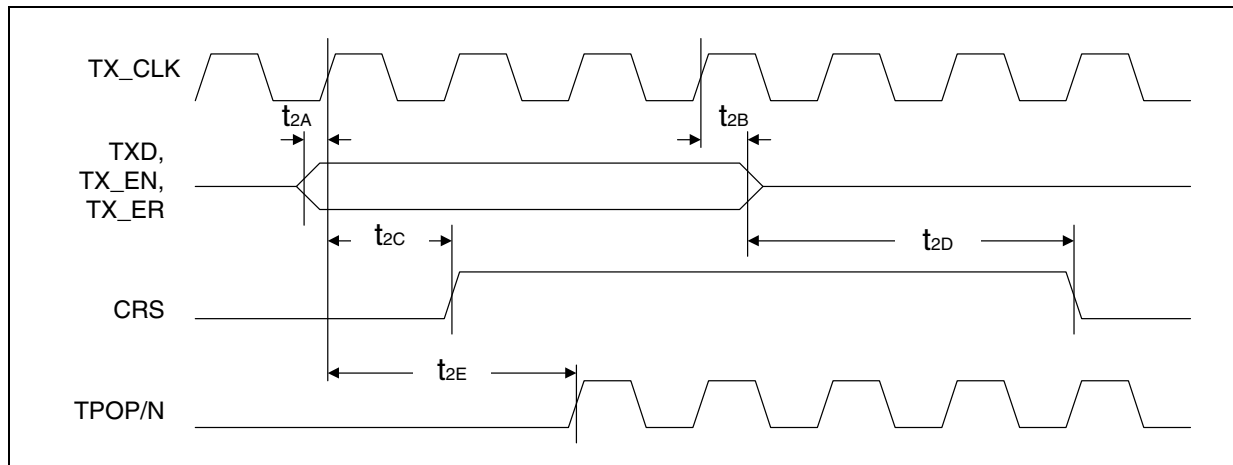 TX_CLK
t2A
t2B
TXD,
TX_EN,
TX_ER
t2C
t2D
CRS
t2E
TPOP/N